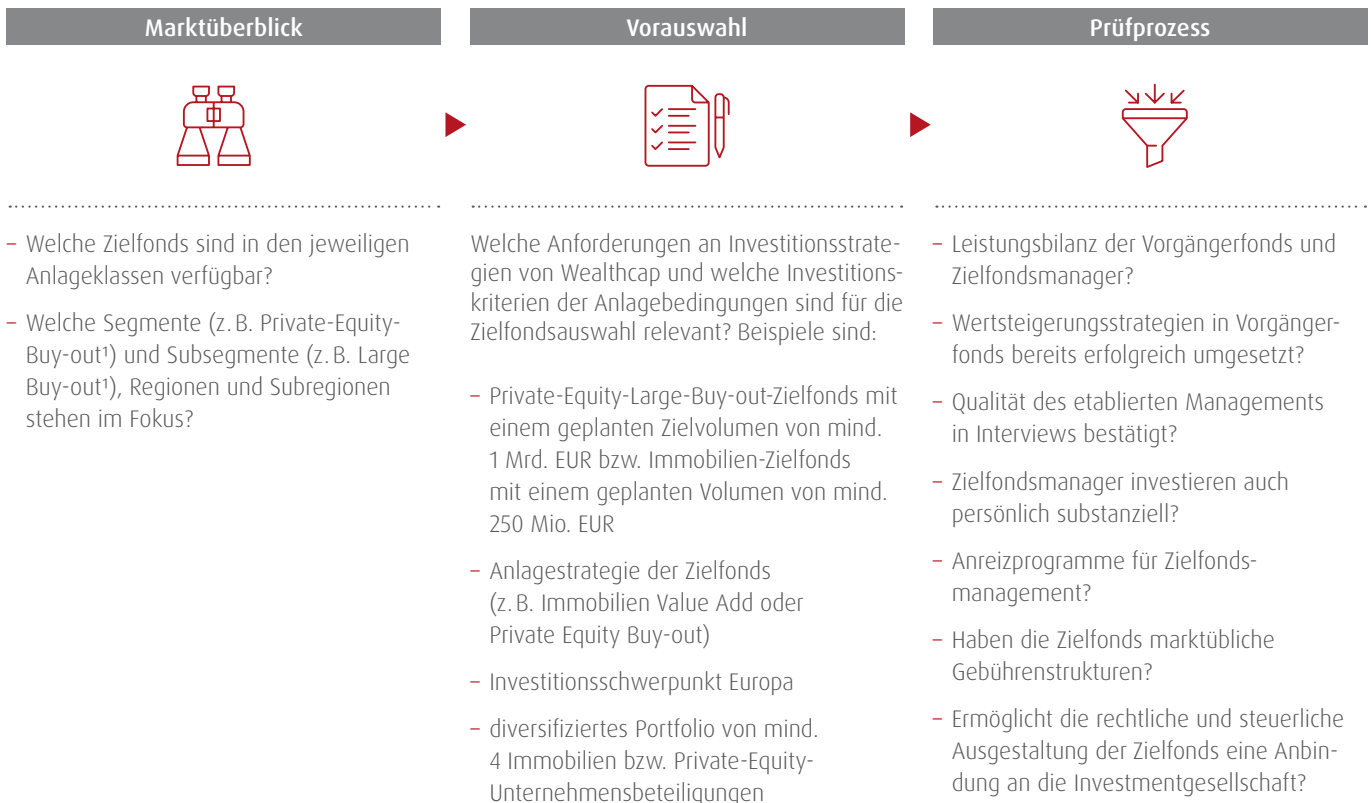 Marktüberblick
– Welche Zielfonds sind in den jeweiligen
Anlageklassen verfügbar?
– Welche Segmente (z. B. Private-Equity-
Buy-out¹) und Subsegmente (z. B. Large
Buy-out¹), Regionen und Subregionen
stehen im Fokus?
Vorauswahl
Welche Anforderungen an Investitionsstrate-
gien von Wealthcap und welche Investitions-
kriterien der Anlagebedingungen sind für die
Zielfondsauswahl relevant? Beispiele sind:
– Private-Equity-Large-Buy-out-Zielfonds mit
einem geplanten Zielvolumen von mind.
1 Mrd. EUR bzw. Immobilien-Zielfonds
mit einem geplanten Volumen von mind.
250 Mio. EUR
– Anlagestrategie der Zielfonds
(z. B. Immobilien Value Add oder
Private Equity Buy-out)
– Investitionsschwerpunkt Europa
– diversifiziertes Portfolio von mind.
4 Immobilien bzw. Private-Equity-
Unternehmensbeteiligungen
Prüfprozess
– Leistungsbilanz der Vorgängerfonds und
Zielfondsmanager?
– Wertsteigerungsstrategien in Vorgänger-
fonds bereits erfolgreich umgesetzt?
– Qualität des etablierten Managements
in Interviews bestätigt?
– Zielfondsmanager investieren auch
persönlich substanziell?
– Anreizprogramme für Zielfonds-
management?
– Haben die Zielfonds marktübliche
Gebührenstrukturen?
– Ermöglicht die rechtliche und steuerliche
Ausgestaltung der Zielfonds eine Anbin-
dung an die Investmentgesellschaft?